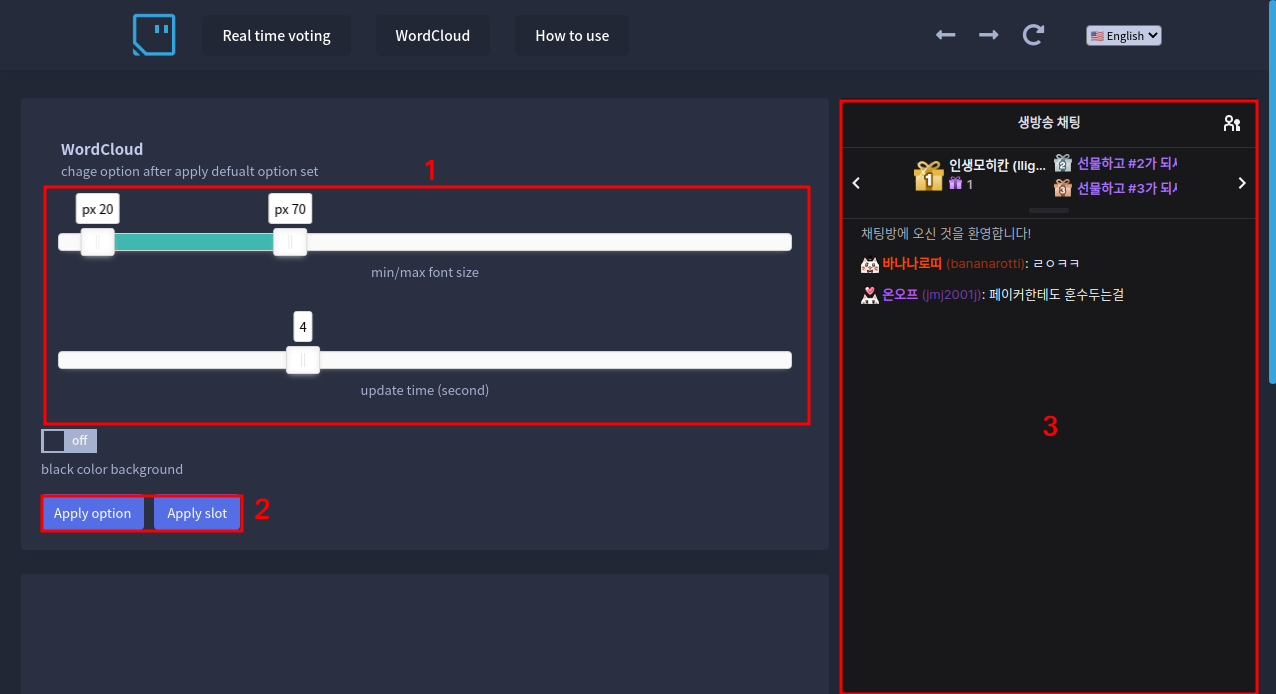 Real time voting
WordCloud
How to use
🇺🇸 English
WordCloud
chage option after apply defualt option set
1
px 20
px 70
min/max font size
4
update time (second)
off
black color background
Apply option
Apply slot
2
생방송 채팅
1
인생모히칸 (llig...
1
2
선물하고 #2가 되
3
선물하고 #3가 되
채팅방에 오신 것을 환영합니다!
바나나로띠 (bananarotti): ㄹㅇㅋㅋ
온오프 (jmj2001j): 페이커한테도 훈수두는걸
3